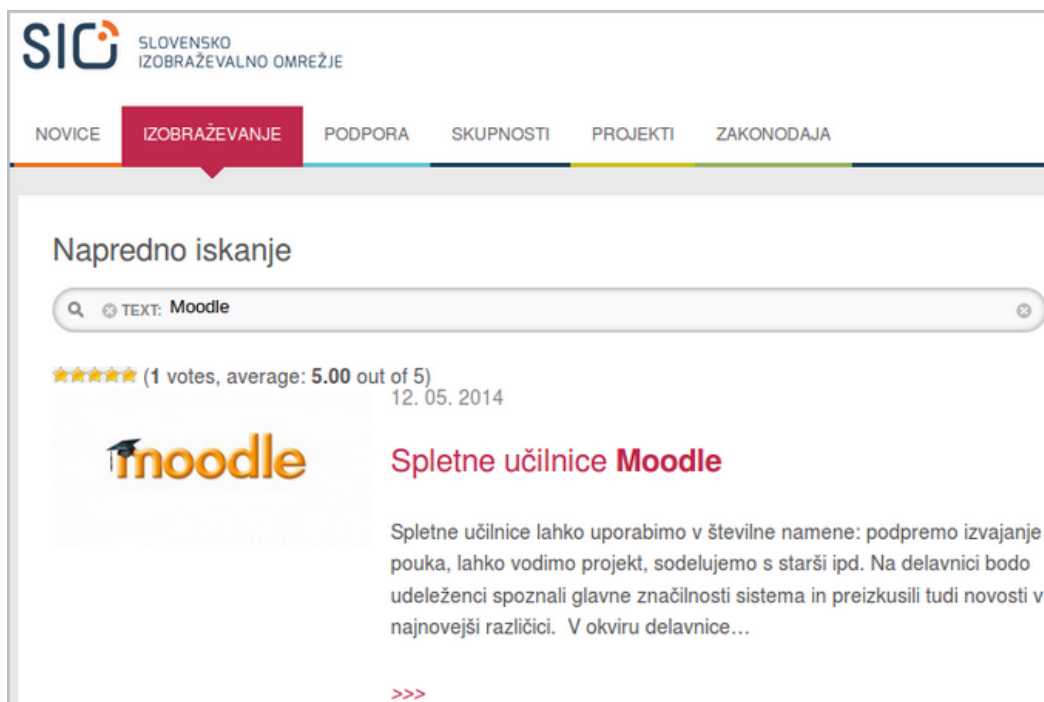 SIO SLOVENSKO
IZOBRAŽEVALNO OMREŽJE
NOVICE IZOBRAŽEVANJE PODPORA SKUPNOSTI PROJEKTI ZAKONODAJA
Napredno iskanje
TEXT: Moodle
(1 votes, average: 5.00 out of 5)
12. 05. 2014
moodle
Spletne učilnice Moodle
Spletne učilnice lahko uporabimo v številne namene: podpremo izvajanje
pouka, lahko vodimo projekt, sodelujemo s starši ipd. Na delavnici bodo
udeleženci spoznali glavne značilnosti sistema in preizkusili tudi novosti v
najnovejši različici. V okviru delavnice…
>>>